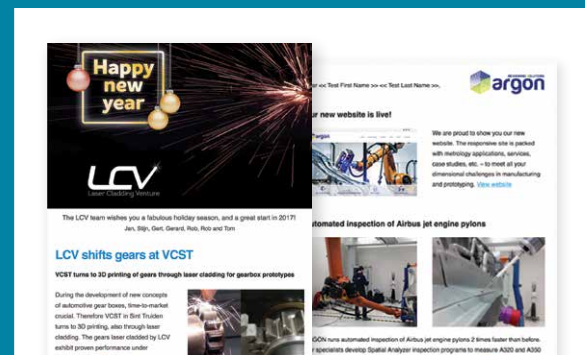 Happy
new
year
LCV
Laser Cladding Venture
The LCV team wishes you a fabulous holiday season, and a great start in 2017!
Jan, Stijn, Gert, Gerard, Rob, Rob and Tom
LCV shifts gears at VCST
VCST turns to 3D printing of gears through laser cladding for gearbox prototypes
During the development of new concepts
of automotive gear boxes, time-to-market
crucial. Therefore VCST in Sint Truiden
turns to 3D printing, also through laser
cladding. The gears laser cladded by LCV
exhibit proven performance under
argon
<< Test First Name >> << Test Last Name >>,
new website is live!
argon
We are proud to show you our new
website. The responsive site is packed
with metrology applications, services,
case studies, etc. – to meet all your
dimensional challenges in manufacturing
and prototyping. View website
utomated inspection of Airbus jet engine pylons
GON runs automated inspection of Airbus jet engine pylons 2 times faster than before.
specialists develop Spatial Analyzer inspection programs to measure A320 and A350